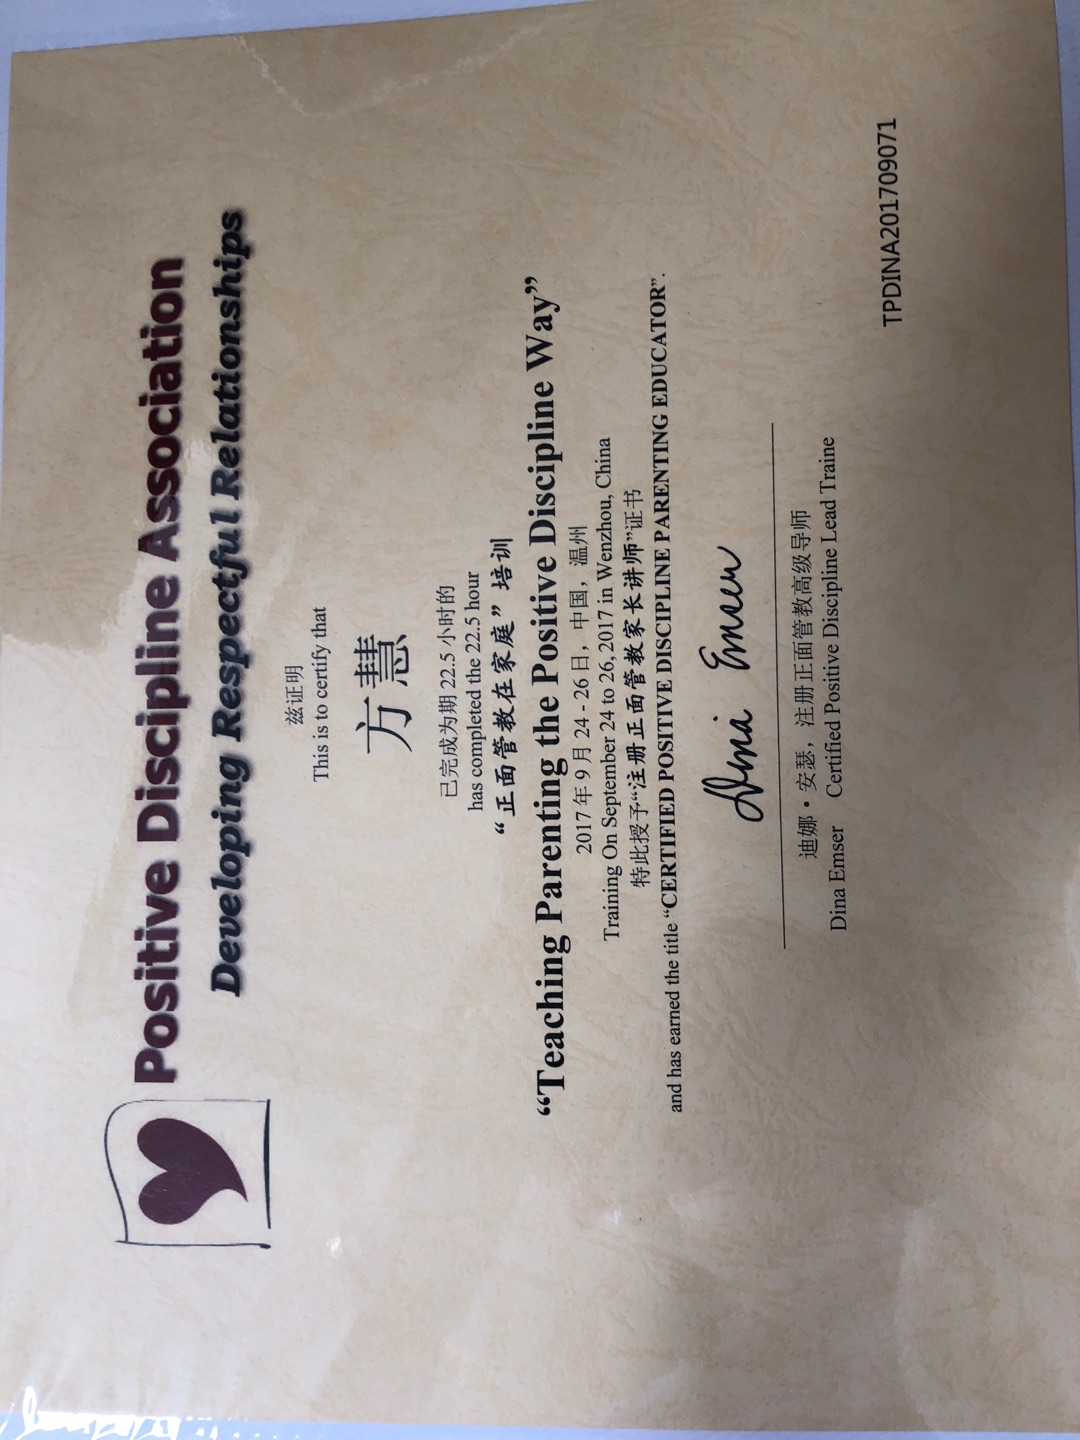 Positive Discipline Association
Developing Respectful Relationships
兹证明
This is to certify that
方慧
已完成为期 22.5 小时的
has completed the 22.5 hour
“正面管教在家庭” 培训
“Teaching Parenting the Positive Discipline Way”
2017 年 9 月 24 - 26 日，中国，温州
Training On September 24 to 26, 2017 in Wenzhou, China
特此授予“注册正面管教家长讲师”证书
and has earned the title “CERTIFIED POSITIVE DISCIPLINE PARENTING EDUCATOR”.
Dina Emser
迪娜·安瑟，注册正面管教高级导师
Dina Emser Certified Positive Discipline Lead Traine
TPDINA201709071